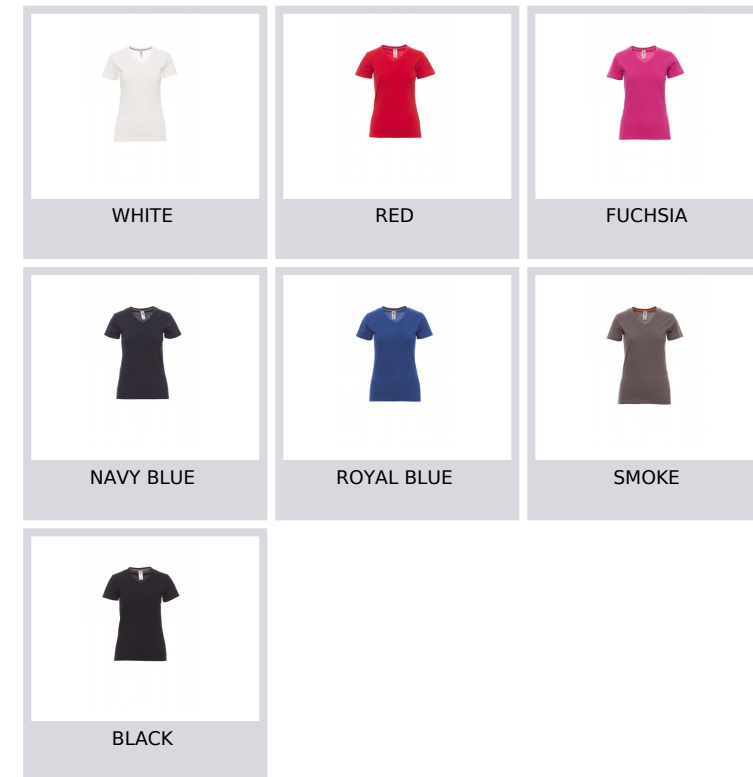 WHITE
RED
FUCHSIA
NAVY BLUE
ROYAL BLUE
SMOKE
BLACK